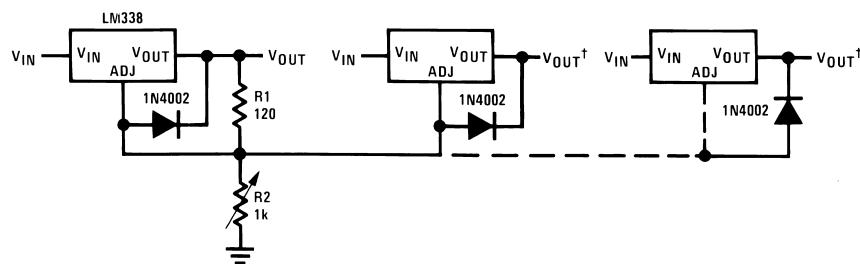 LM338
VIN
VIN
VOUT
ADJ
VOUT
1N4002
R1
120
R2
1k
VIN
VIN
VOUT
ADJ
VOUT†
1N4002
VIN
VIN
VOUT
ADJ
VOUT†
1N4002